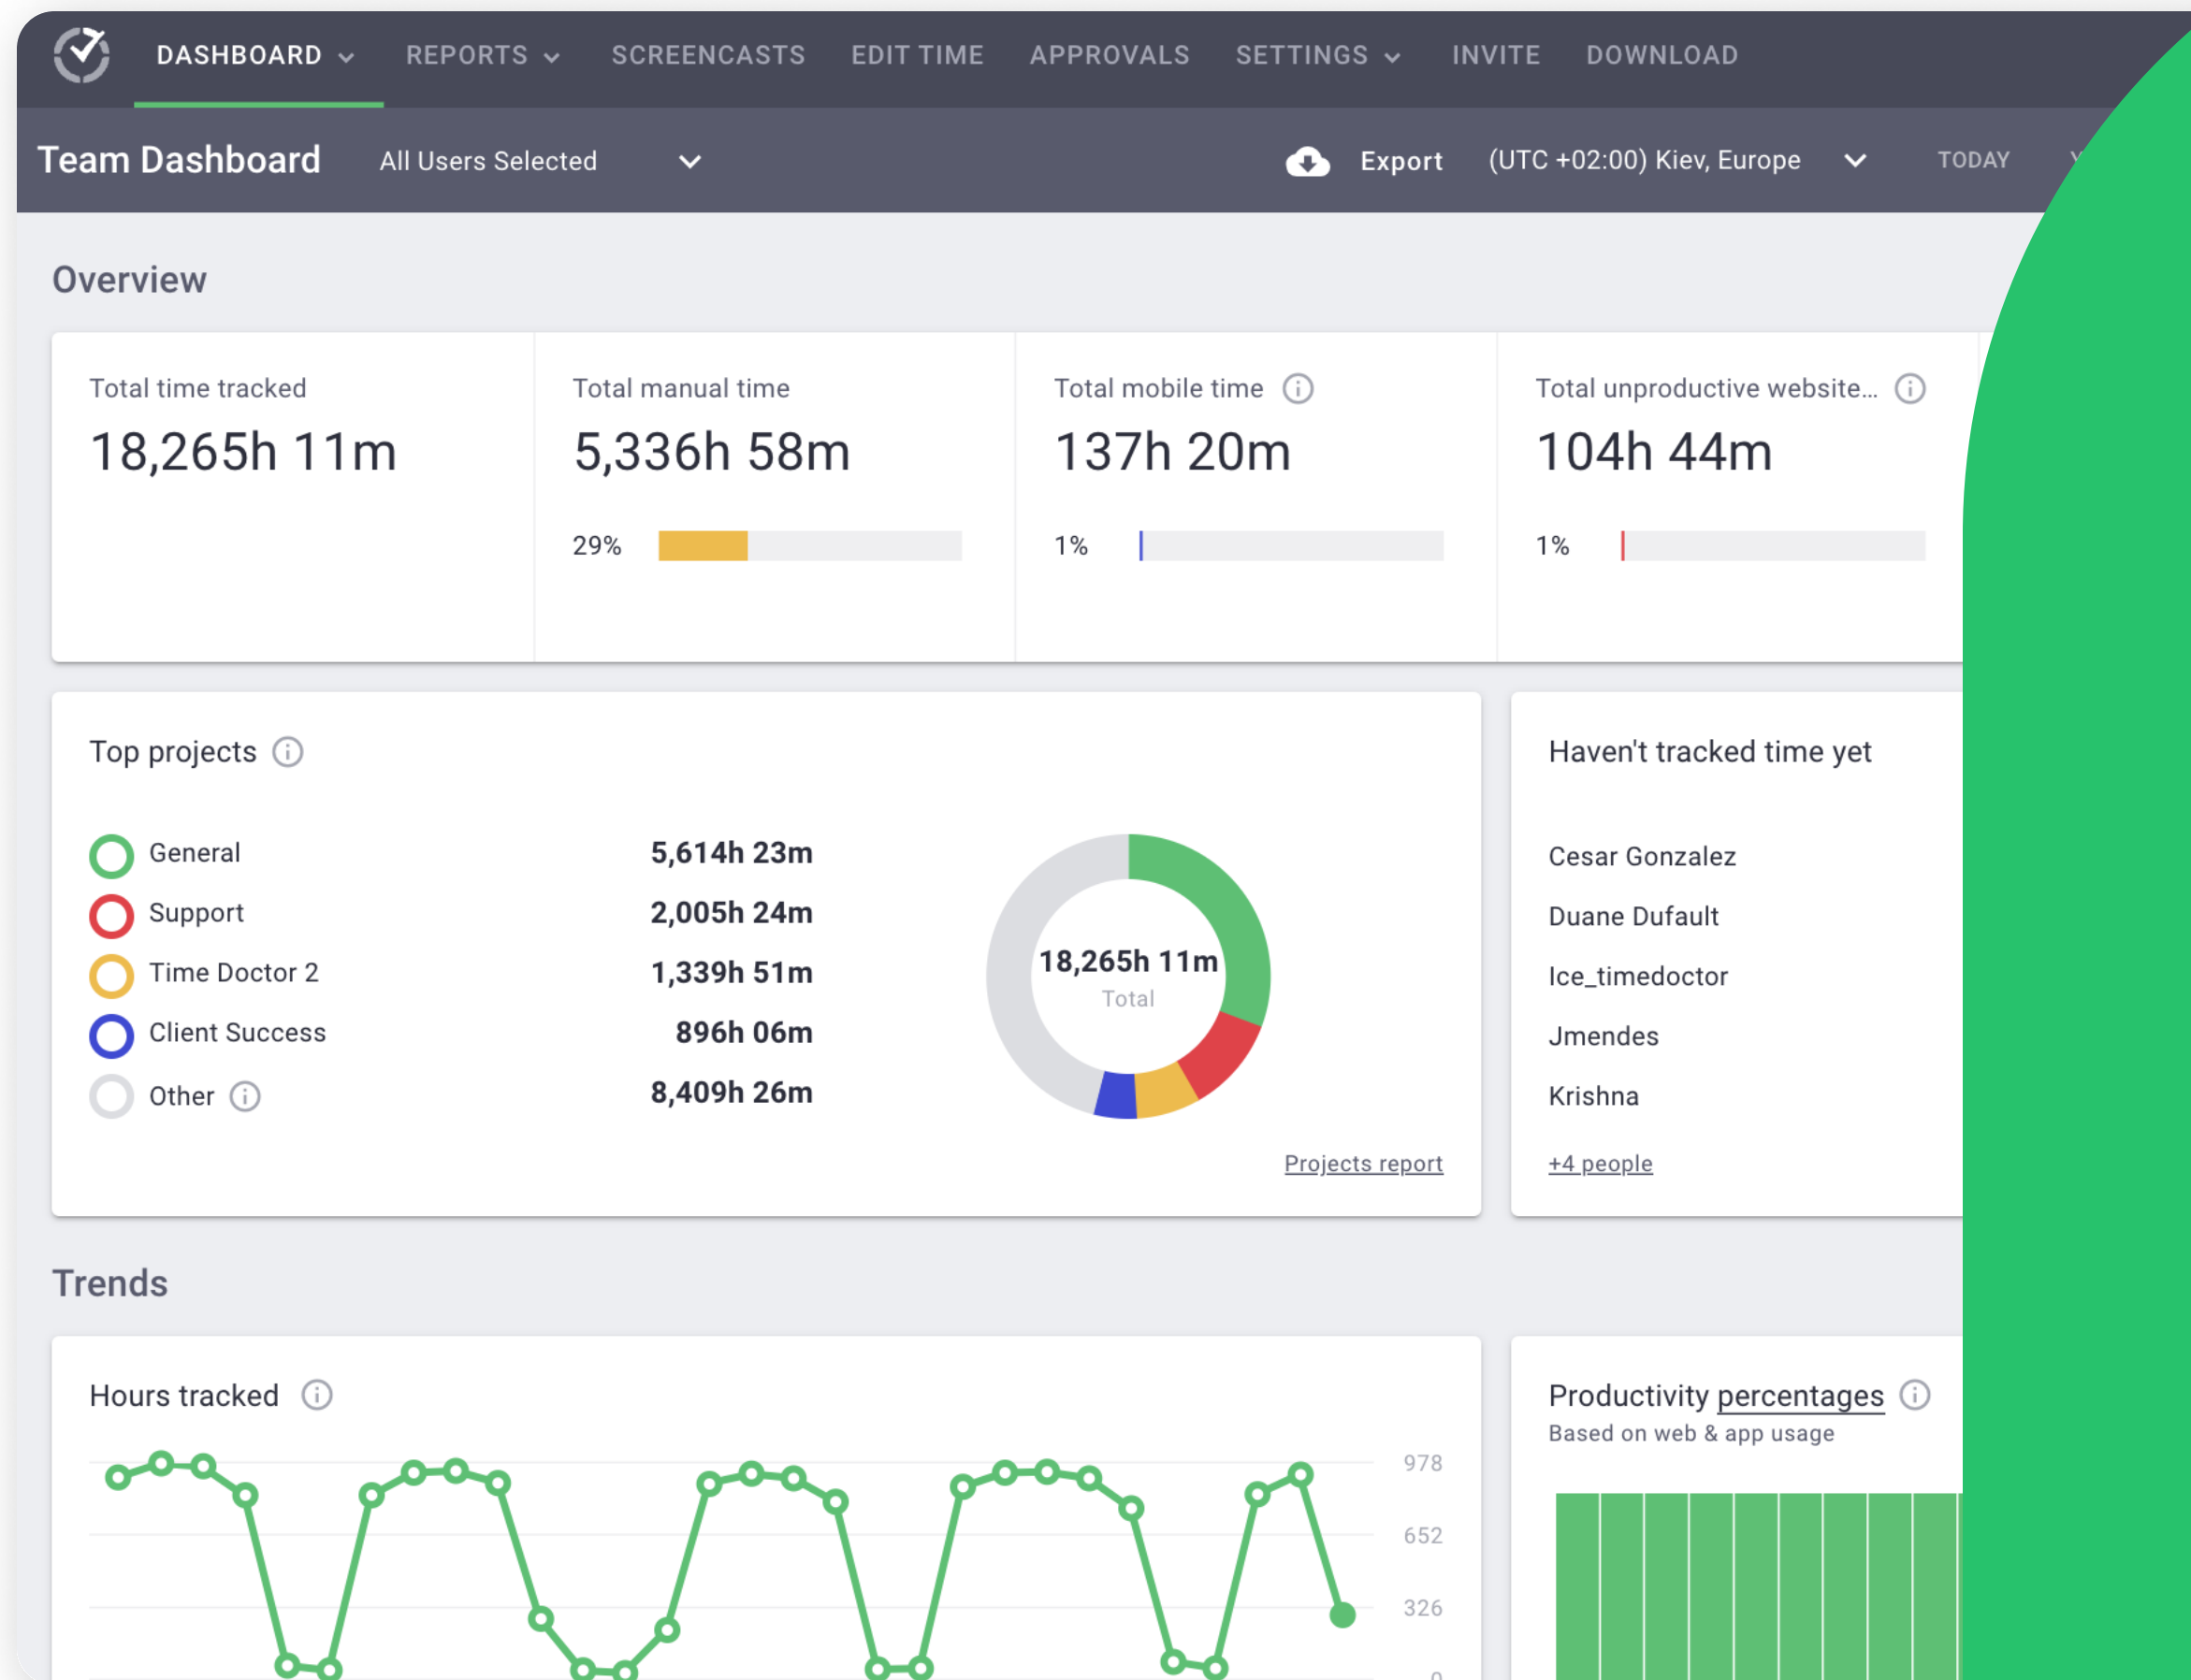 DASHBOARD REPORTS SCREENCASTS EDIT TIME APPROVALS SETTINGS INVITE DOWNLOAD
Team Dashboard All Users Selected Export (UTC +02:00) Kiev, Europe TODAY
Overview
Total time tracked
18,265h 11m
Total manual time
5,336h 58m
29%
Total mobile time
137h 20m
1%
Total unproductive website...
104h 44m
1%
Top projects
General 5,614h 23m
Support 2,005h 24m
Time Doctor 2 1,339h 51m
Client Success 896h 06m
Other 8,409h 26m
18,265h 11m
Total
Projects report
Haven't tracked time yet
Cesar Gonzalez
Duane Dufault
Ice_timedoctor
Jmendes
Krishna
+4 people
Trends
Hours tracked
978
652
326
0
Productivity percentages
Based on web & app usage